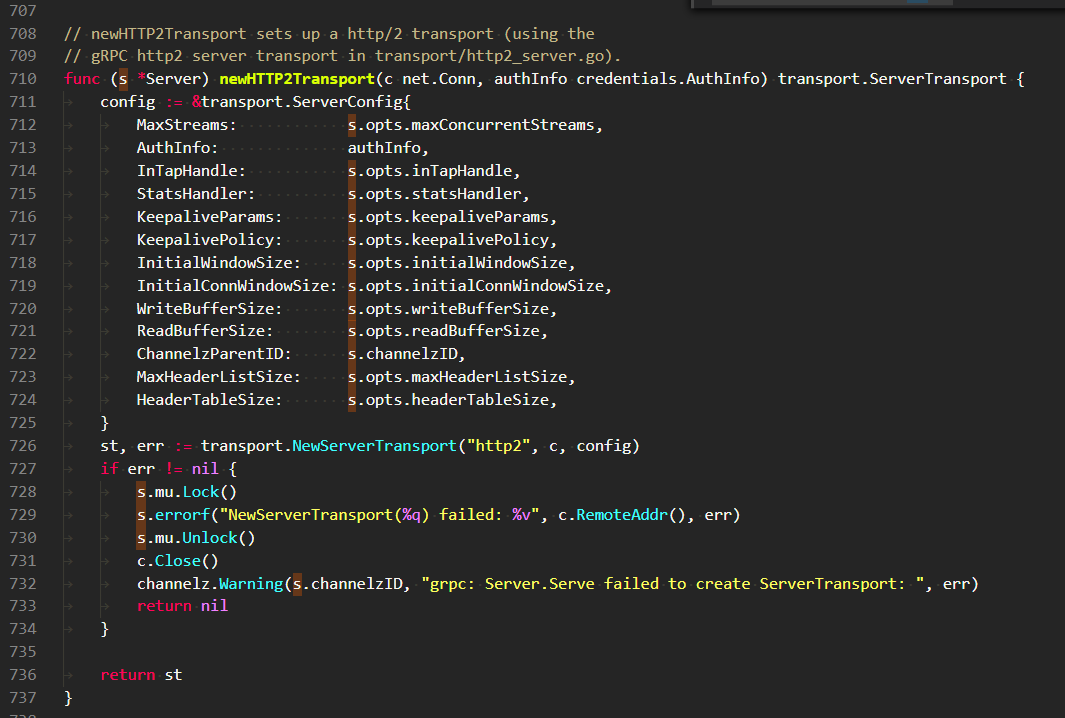 707
708 // newHTTP2Transport sets up a http/2 transport (using the
709 // gRPC http2 server transport in transport/http2_server.go).
710 func (s *Server) newHTTP2Transport(c net.Conn, authInfo credentials.AuthInfo) transport.ServerTransport {
711 config := &transport.ServerConfig{
712 MaxStreams: s.opts.maxConcurrentStreams,
713 AuthInfo: authInfo,
714 InTapHandle: s.opts.inTapHandle,
715 StatsHandler: s.opts.statsHandler,
716 KeepaliveParams: s.opts.keepaliveParams,
717 KeepalivePolicy: s.opts.keepalivePolicy,
718 InitialWindowSize: s.opts.initialWindowSize,
719 InitialConnWindowSize: s.opts.initialConnWindowSize,
720 WriteBufferSize: s.opts.writeBufferSize,
721 ReadBufferSize: s.opts.readBufferSize,
722 ChannelzParentID: s.channelzID,
723 MaxHeaderListSize: s.opts.maxHeaderListSize,
724 HeaderTableSize: s.opts.headerTableSize,
725 }
726 st, err := transport.NewServerTransport("http2", c, config)
727 if err != nil {
728 s.mu.Lock()
729 s.errorf("NewServerTransport(%q) failed: %v", c.RemoteAddr(), err)
730 s.mu.Unlock()
731 c.Close()
732 channelz.Warning(s.channelzID, "grpc: Server.Serve failed to create ServerTransport: ", err)
733 return nil
734 }
735
736 return st
737 }